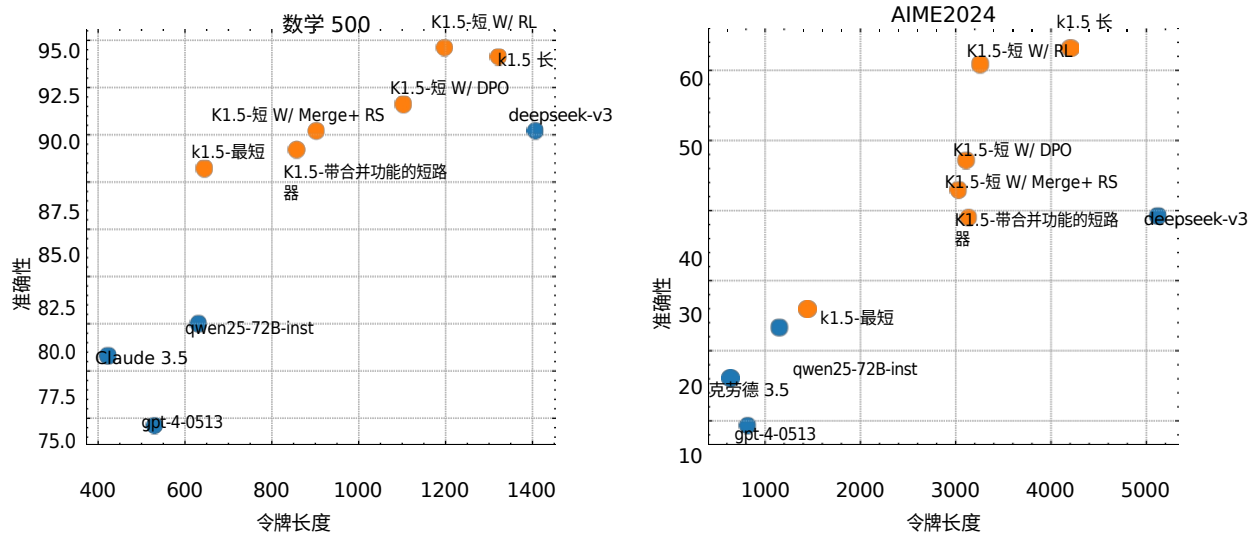 数学 500
95.0
92.5
90.0
87.5
85.0
82.5
80.0
77.5
75.0
准确性
K1.5-短 W/ RL
k1.5 长
K1.5-短 W/ DPO
deepseek-v3
K1.5-短 W/ Merge+ RS
k1.5-最短
K1.5-带合并功能的短路
器
qwen25-72B-inst
Claude 3.5
gpt-4-0513
400 600 800 1000 1200 1400
令牌长度
AIME2024
60
50
40
30
20
10
准确性
k1.5 长
K1.5-短 W/ RL
K1.5-短 W/ DPO
K1.5-短 W/ Merge+ RS
K1.5-带合并功能的短路
器
deepseek-v3
k1.5-最短
qwen25-72B-inst
克劳德 3.5
gpt-4-0513
1000 2000 3000 4000 5000
令牌长度